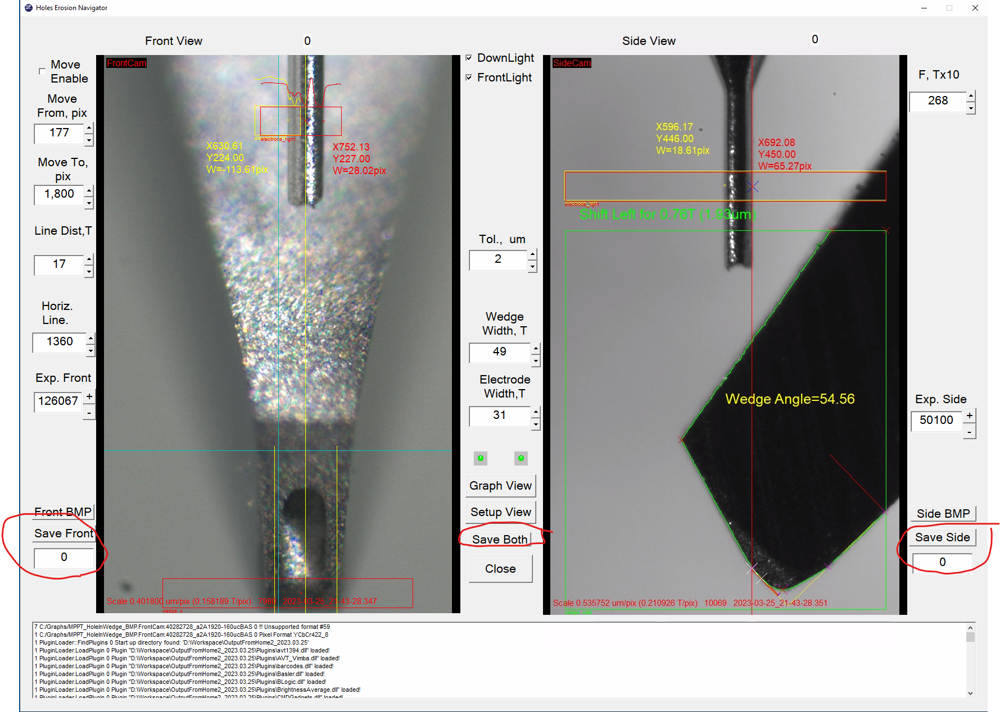 Holes Erosion Navigator
Front View
0
Side View
0
Move
Enable
Move
From, pix
177
Move To,
pix
1,800
Line Dist,T
17
Horiz.
Line.
1360
Exp. Front
126067
+
-
Front BMP
Save Front
0
FrontCam
X630.61
Y224.00
W=-113.61pix
electrode_right
X752.13
Y227.00
W=28.02pix
Scale 0.401800 um/pix (0.158189 T/pix) 7980 2023-03-25_21-43-28.347
wedge_x
DownLight
FrontLight
Tol., um
2
Wedge
Width, T
49
Electrode
Width,T
31
Graph View
Setup View
Save Both
Close
SideCam
X596.17
Y446.00
W=18.61pix
X692.08
Y450.00
W=65.27pix
Shift Left for 0.76T (1.93um)
Wedge Angle=54.56
Scale 0.535752 um/pix (0.210926 T/pix) 10069 2023-03-25_21-43-28.351
F, Tx10
268
Exp. Side
50100
+
-
Side BMP
Save Side
0
7 C:/Graphs/MPPT_HoleInWedge_BMP.FrontCam:40282728_a2A1920-160ucBAS 0 !!! Unsupported format #59
1 C:/Graphs/MPPT_HoleInWedge_BMP.FrontCam:40282728_a2A1920-160ucBAS 0 Pixel Format YCbCr422_8
1 PluginLoader::FindPlugins 0 Start up directory found: 'D:\Workspace\OutputFromHome2_2023.03.25'
1 PluginLoader.LoadPlugin 0 Plugin "D:\Workspace\OutputFromHome2_2023.03.25\Plugins\avt1394.dll" loaded!
1 PluginLoader.LoadPlugin 0 Plugin "D:\Workspace\OutputFromHome2_2023.03.25\Plugins\AVT_Vimba.dll" loaded!
1 PluginLoader.LoadPlugin 0 Plugin "D:\Workspace\OutputFromHome2_2023.03.25\Plugins\barcodes.dll" loaded!
1 PluginLoader.LoadPlugin 0 Plugin "D:\Workspace\OutputFromHome2_2023.03.25\Plugins\Basler.dll" loaded!
1 PluginLoader.LoadPlugin 0 Plugin "D:\Workspace\OutputFromHome2_2023.03.25\Plugins\BLogic.dll" loaded!
1 PluginLoader.LoadPlugin 0 Plugin "D:\Workspace\OutputFromHome2_2023.03.25\Plugins\BrightnessAverage.dll" loaded!
1 PluginLoader.LoadPlugin 0 Plugin "D:\Workspace\OutputFromHome2_2023.03.25\Plugins\CMDGadgets.dll" loaded!